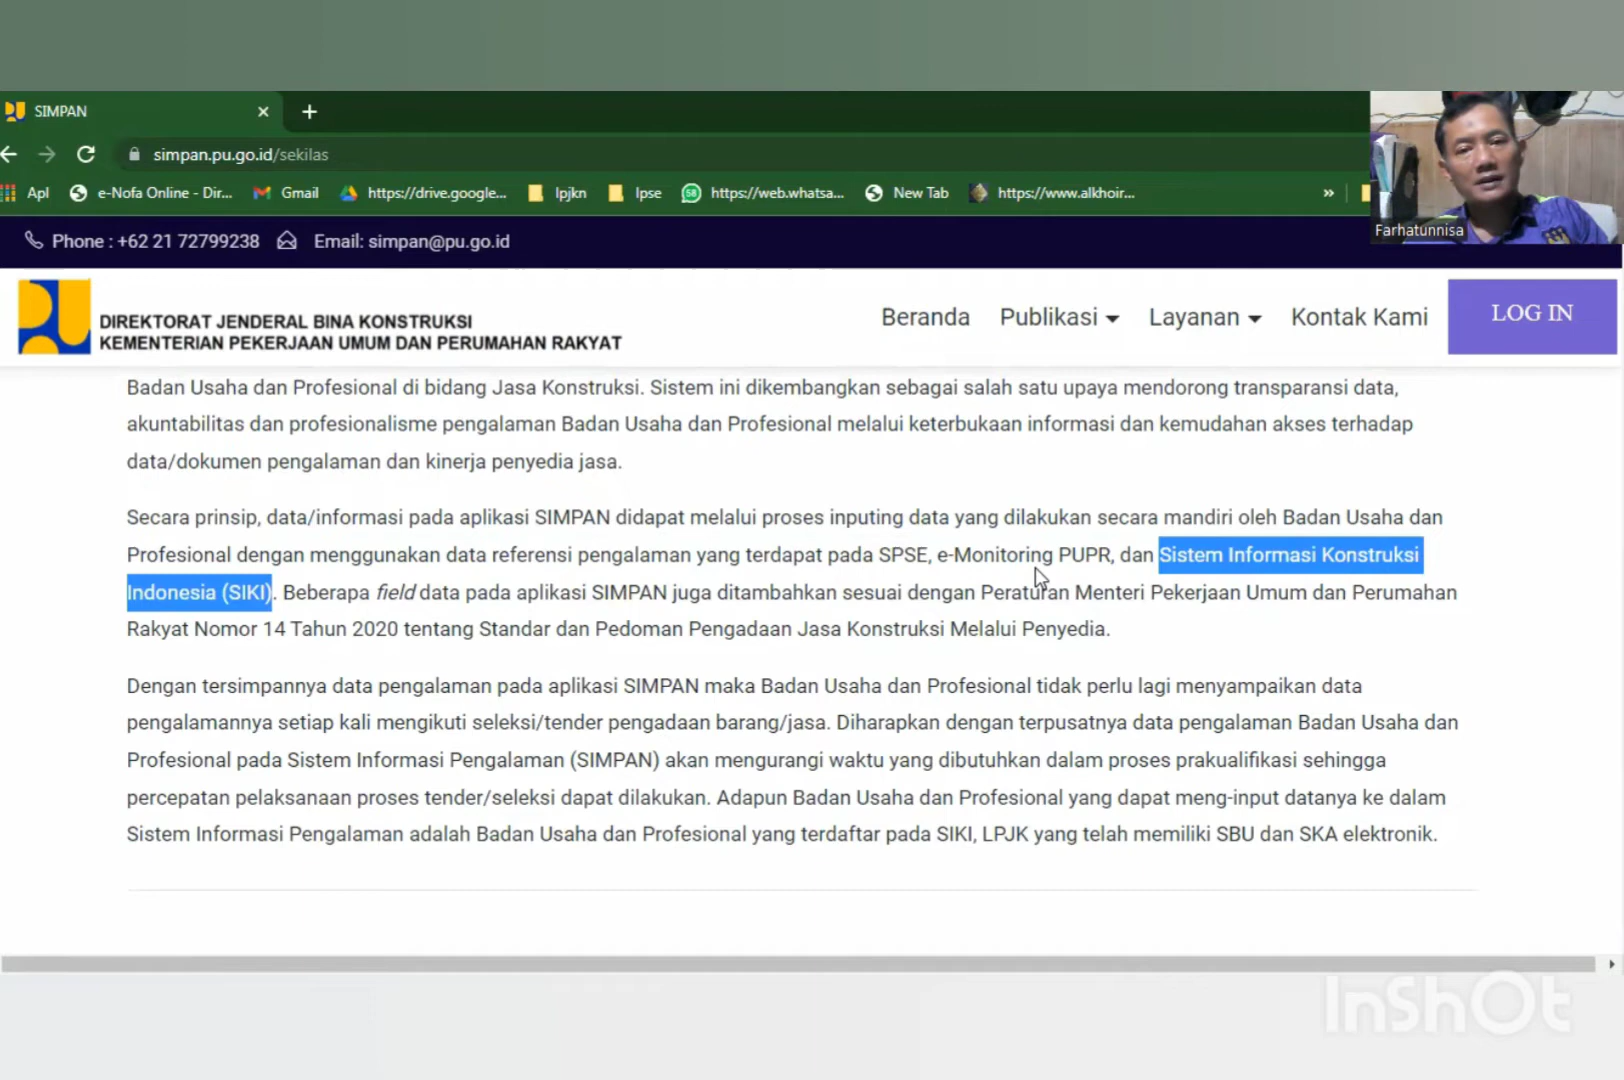 SIMPAN
simpan.pu.go.id/sekilas
Apl e-Nofa Online - Dir... Gmail https://drive.google... lpjkn lpse 58 https://web.whatsa... New Tab https://www.alkhoir... »
Farhatunnisa
Phone : +62 21 72799238 Email: simpan@pu.go.id
DIREKTORAT JENDERAL BINA KONSTRUKSI
KEMENTERIAN PEKERJAAN UMUM DAN PERUMAHAN RAKYAT
Beranda Publikasi Layanan Kontak Kami LOG IN
Badan Usaha dan Profesional di bidang Jasa Konstruksi. Sistem ini dikembangkan sebagai salah satu upaya mendorong transparansi data,
akuntabilitas dan profesionalisme pengalaman Badan Usaha dan Profesional melalui keterbukaan informasi dan kemudahan akses terhadap
data/dokumen pengalaman dan kinerja penyedia jasa.
Secara prinsip, data/informasi pada aplikasi SIMPAN didapat melalui proses inputing data yang dilakukan secara mandiri oleh Badan Usaha dan
Profesional dengan menggunakan data referensi pengalaman yang terdapat pada SPSE, e-Monitoring PUPR, dan Sistem Informasi Konstruksi
Indonesia (SIKI). Beberapa field data pada aplikasi SIMPAN juga ditambahkan sesuai dengan Peraturan Menteri Pekerjaan Umum dan Perumahan
Rakyat Nomor 14 Tahun 2020 tentang Standar dan Pedoman Pengadaan Jasa Konstruksi Melalui Penyedia.
Dengan tersimpannya data pengalaman pada aplikasi SIMPAN maka Badan Usaha dan Profesional tidak perlu lagi menyampaikan data
pengalamannya setiap kali mengikuti seleksi/tender pengadaan barang/jasa. Diharapkan dengan terpusatnya data pengalaman Badan Usaha dan
Profesional pada Sistem Informasi Pengalaman (SIMPAN) akan mengurangi waktu yang dibutuhkan dalam proses prakualifikasi sehingga
percepatan pelaksanaan proses tender/seleksi dapat dilakukan. Adapun Badan Usaha dan Profesional yang dapat meng-input datanya ke dalam
Sistem Informasi Pengalaman adalah Badan Usaha dan Profesional yang terdaftar pada SIKI, LPJK yang telah memiliki SBU dan SKA elektronik.
InShOt